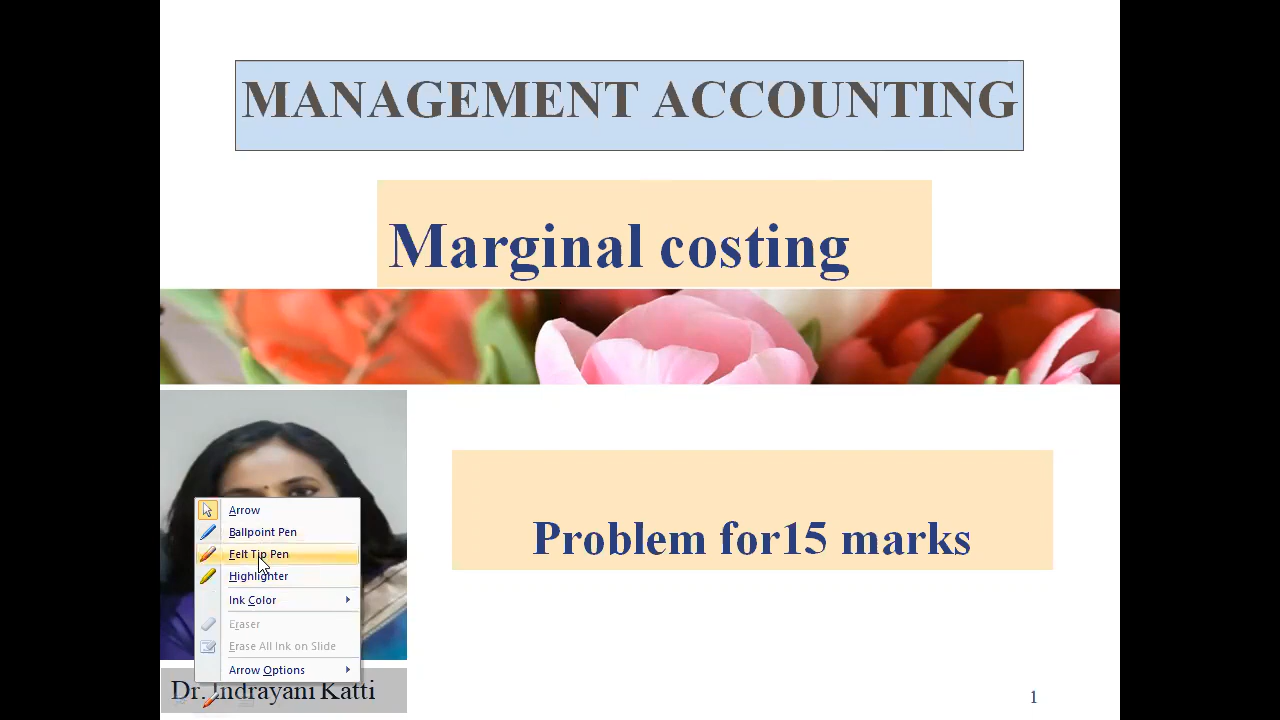 MANAGEMENT ACCOUNTING
Marginal costing
Problem for15 marks
Arrow
Ballpoint Pen
Felt Tip Pen
Highlighter
Ink Color
Eraser
Erase All Ink on Slide
Arrow Options
Dr. Indrayani Katti
1